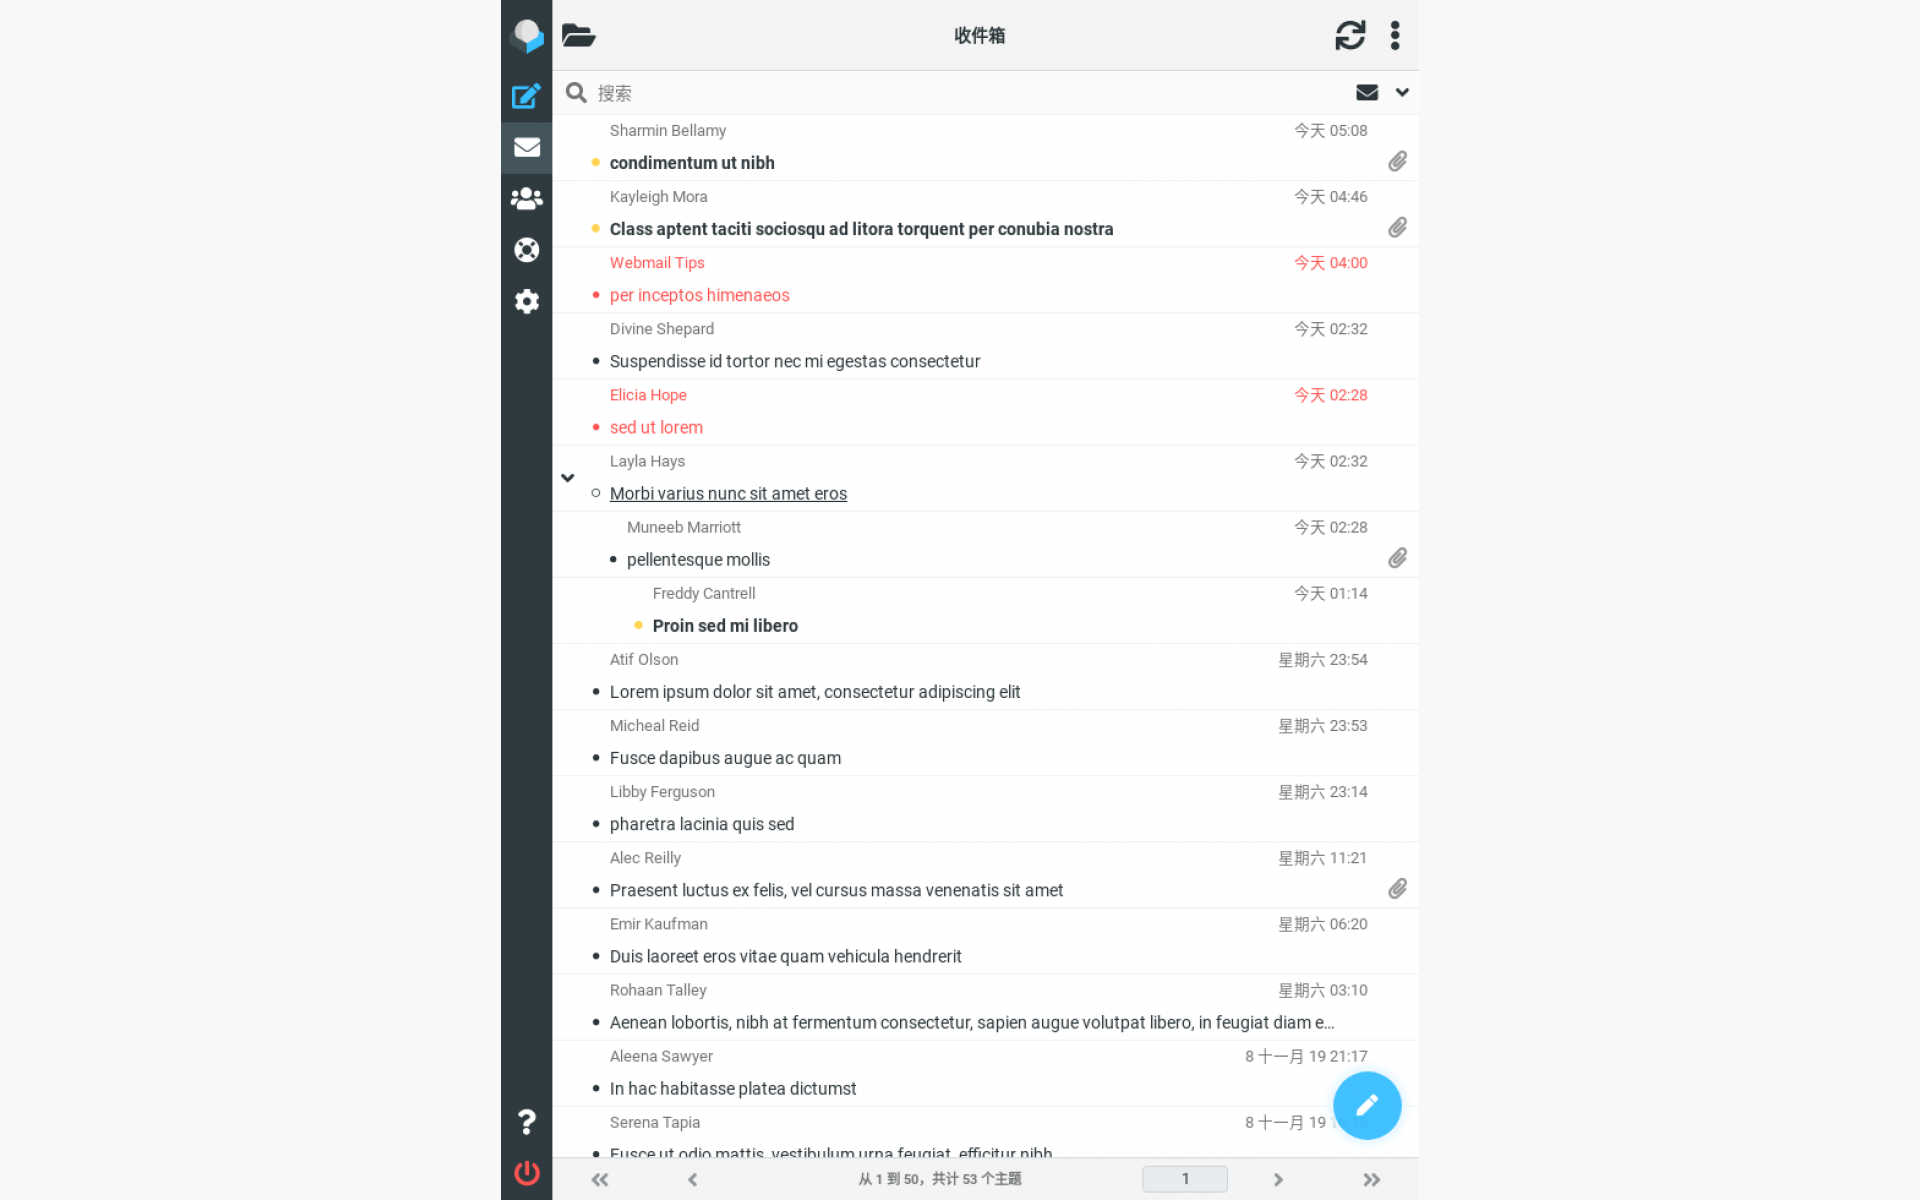 收件箱
搜索
Sharmin Bellamy 今天 05:08
condimentum ut nibh
Kayleigh Mora 今天 04:46
Class aptent taciti sociosqu ad litora torquent per conubia nostra
Webmail Tips 今天 04:00
per inceptos himenaeos
Divine Shepard 今天 02:32
Suspendisse id tortor nec mi egestas consectetur
Elicia Hope 今天 02:28
sed ut lorem
Layla Hays 今天 02:32
Morbi varius nunc sit amet eros
Muneeb Marriott 今天 02:28
pellentesque mollis
Freddy Cantrell 今天 01:14
Proin sed mi libero
Atif Olson 星期六 23:54
Lorem ipsum dolor sit amet, consectetur adipiscing elit
Micheal Reid 星期六 23:53
Fusce dapibus augue ac quam
Libby Ferguson 星期六 23:14
pharetra lacinia quis sed
Alec Reilly 星期六 11:21
Praesent luctus ex felis, vel cursus massa venenatis sit amet
Emir Kaufman 星期六 06:20
Duis laoreet eros vitae quam vehicula hendrerit
Rohaan Talley 星期六 03:10
Aenean lobortis, nibh at fermentum consectetur, sapien augue volutpat libero, in feugiat diam e...
Aleena Sawyer 8 十一月 19 21:17
In hac habitasse platea dictumst
Serena Tapia 8 十一月 19
Fusce ut odio mattis, vestibulum urna feugiat, efficitur nibh
从 1 到 50，共计 53 个主题 1